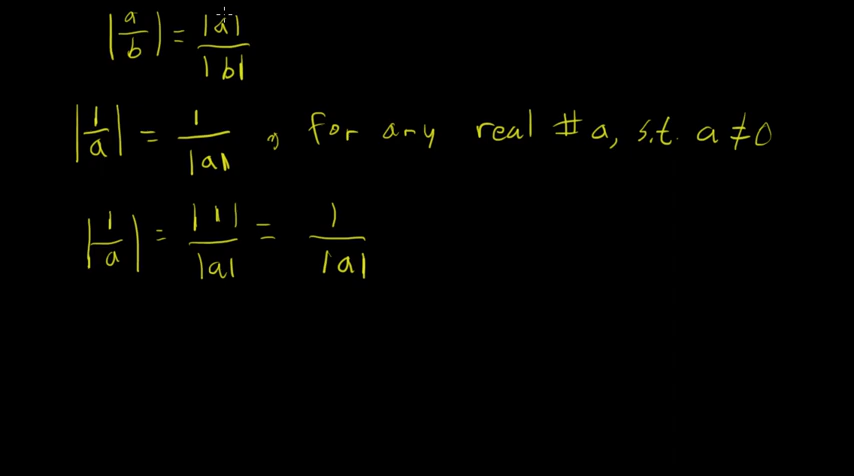 |a/b| = |a|/|b|
|1/a| = 1/|a| , for any real # a, s.t. a ≠ 0
|1/a| = |1|/|a| = 1/|a|